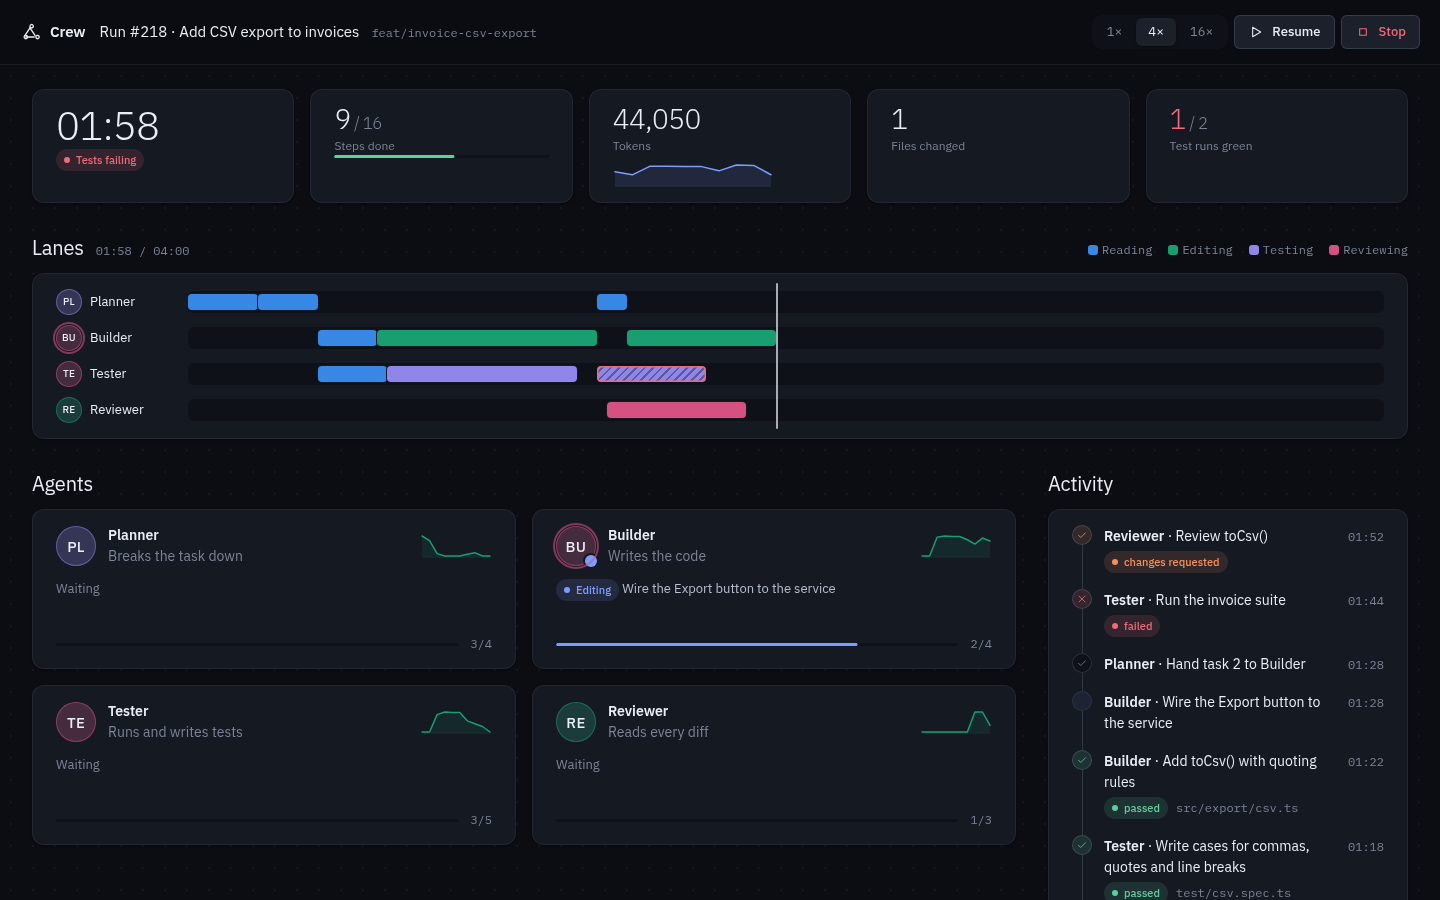 Crew Run #218 · Add CSV export to invoices feat/invoice-csv-export 1× 4× 16× Resume Stop
01:58
Tests failing
9 / 16
Steps done
44,050
Tokens
1
Files changed
1 / 2
Test runs green
Lanes 01:58 / 04:00 Reading Editing Testing Reviewing
PL Planner
BU Builder
TE Tester
RE Reviewer
Agents
PL Planner
Breaks the task down
Waiting
3/4
BU Builder
Writes the code
Editing Wire the Export button to the service
2/4
TE Tester
Runs and writes tests
Waiting
3/5
RE Reviewer
Reads every diff
Waiting
1/3
Activity
Reviewer · Review toCsv() 01:52
changes requested
Tester · Run the invoice suite 01:44
failed
Planner · Hand task 2 to Builder 01:28
Builder · Wire the Export button to 01:28
the service
Builder · Add toCsv() with quoting 01:22
rules
passed src/export/csv.ts
Tester · Write cases for commas, 01:18
quotes and line breaks
passed test/csv.spec.ts